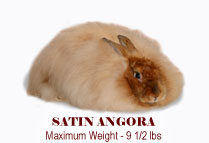 SATIN ANGORA
Maximum Weight - 9 1/2 lbs